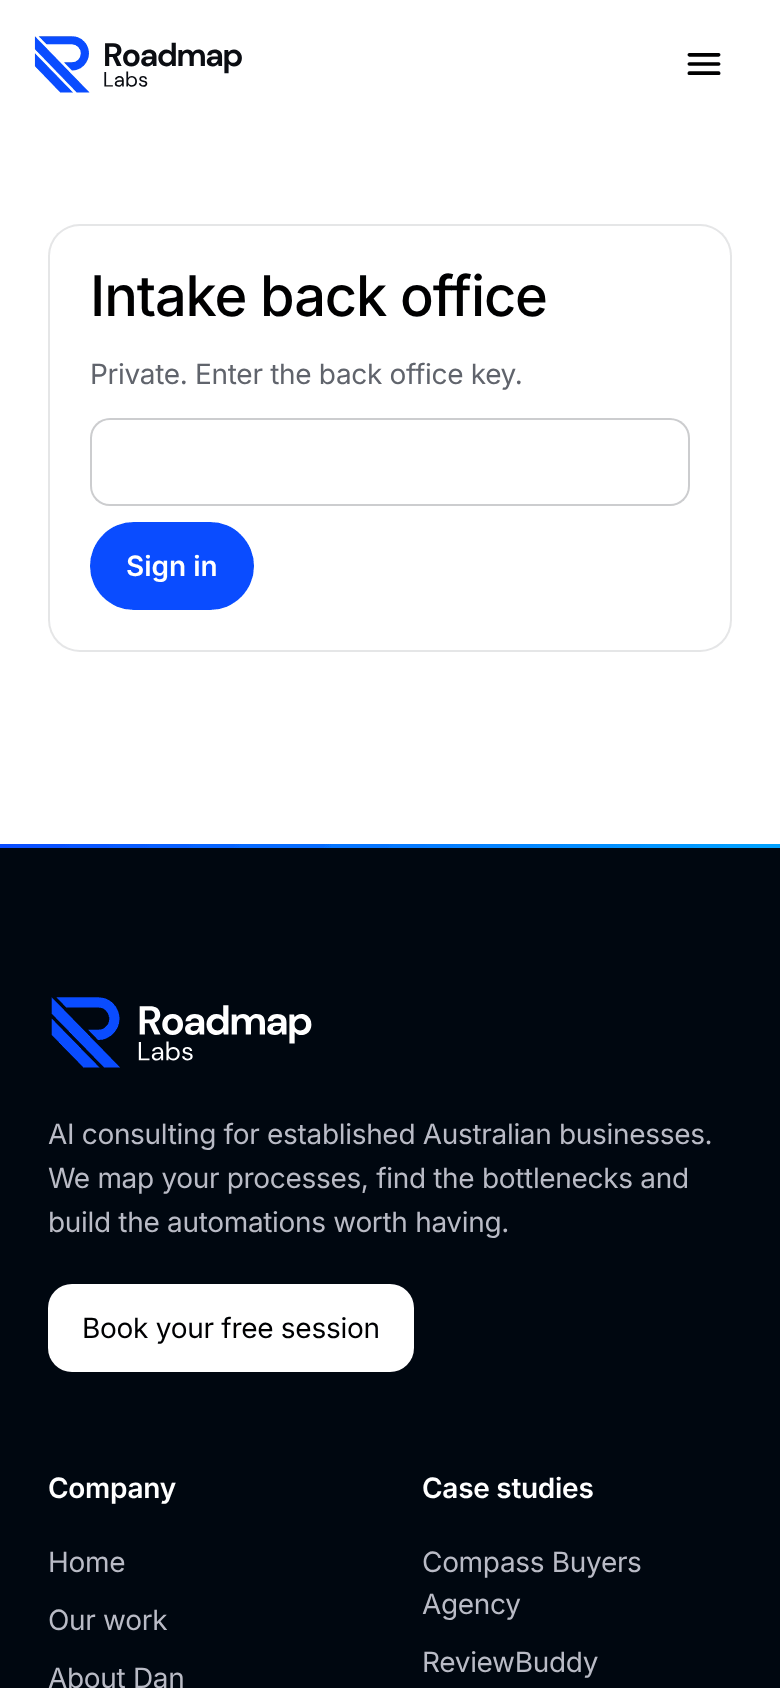 Roadmap
Labs
Intake back office
Private. Enter the back office key.
Sign in
Roadmap
Labs
AI consulting for established Australian businesses.
We map your processes, find the bottlenecks and
build the automations worth having.
Book your free session
Company
Home
Our work
About Dan
Case studies
Compass Buyers
Agency
ReviewBuddy